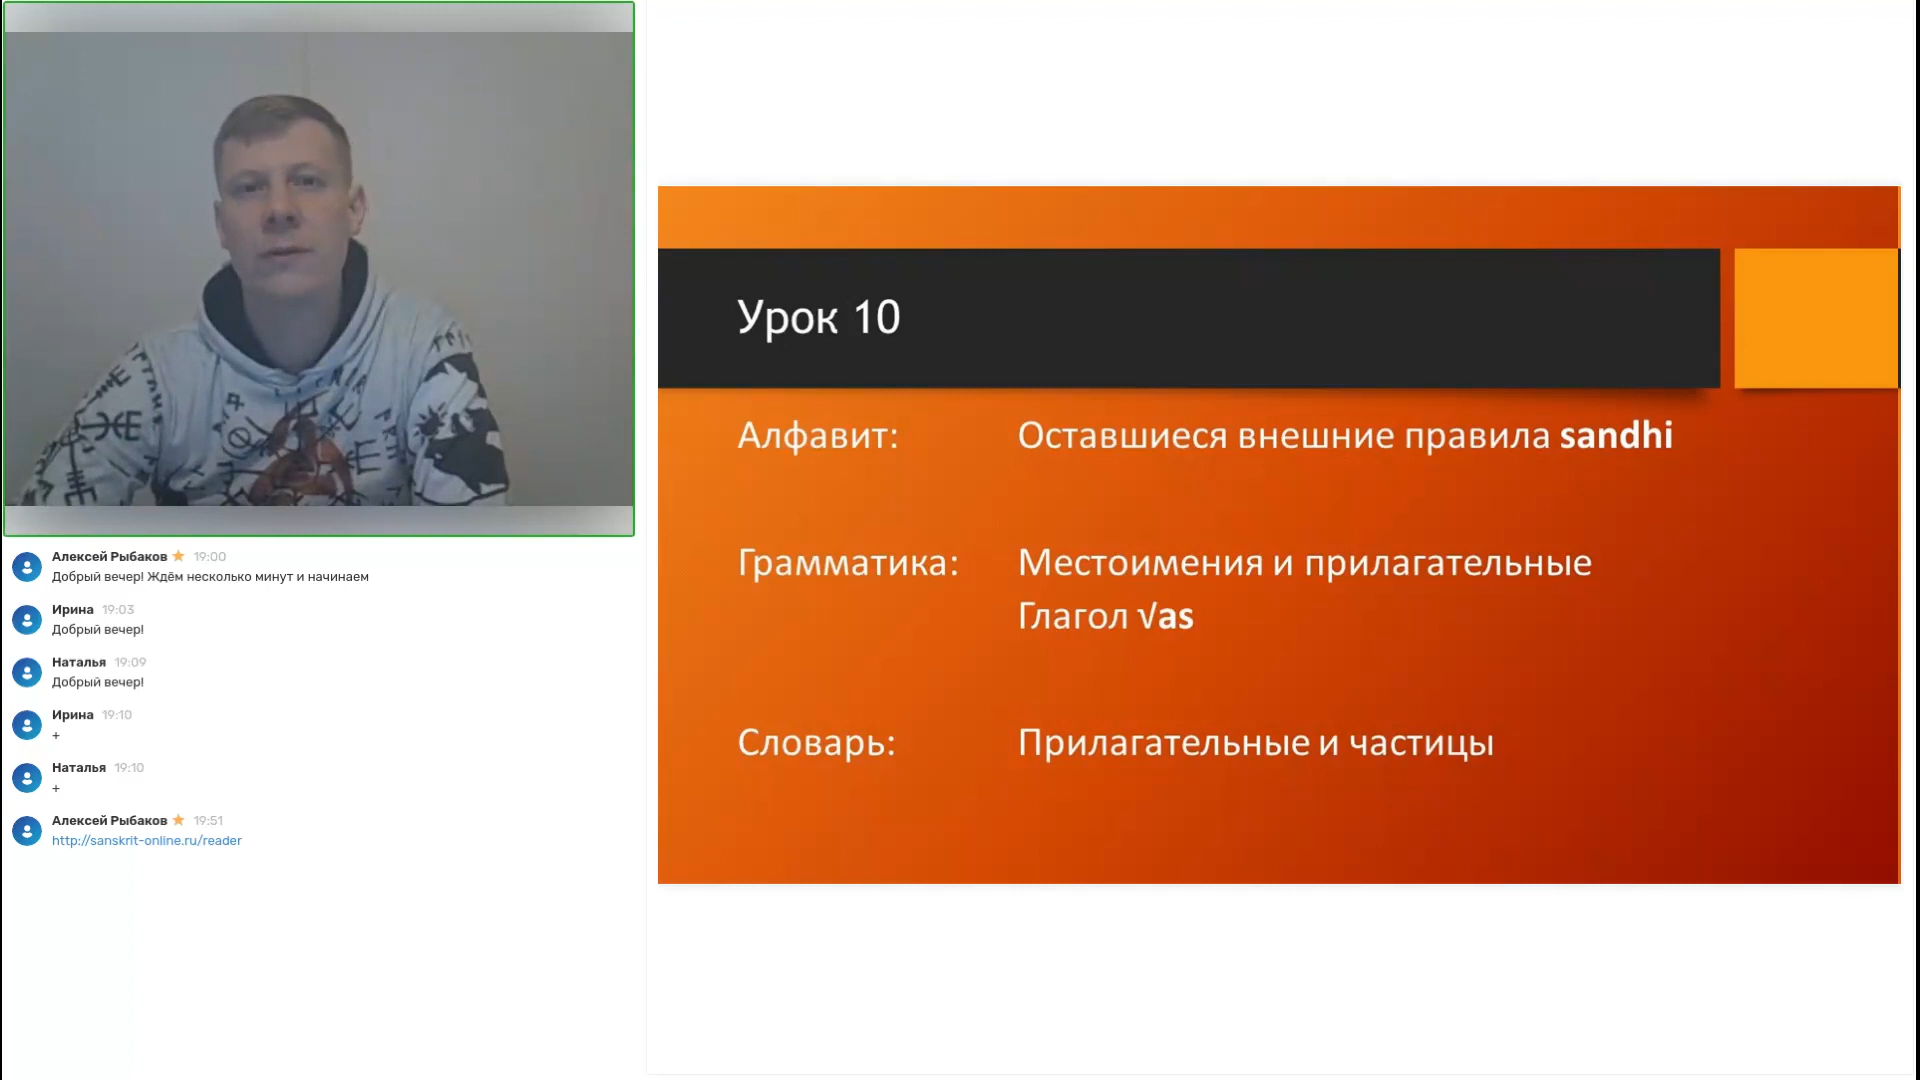 Алексей Рыбаков 19:00
Добрый вечер! Ждём несколько минут и начинаем
Ирина 19:03
Добрый вечер!
Наталья 19:09
Добрый вечер!
Ирина 19:10
+
Наталья 19:10
+
Алексей Рыбаков 19:51
http://sanskrit-online.ru/reader
Урок 10
Алфавит: Оставшиеся внешние правила sandhi
Грамматика: Местоимения и прилагательные
Глагол √as
Словарь: Прилагательные и частицы